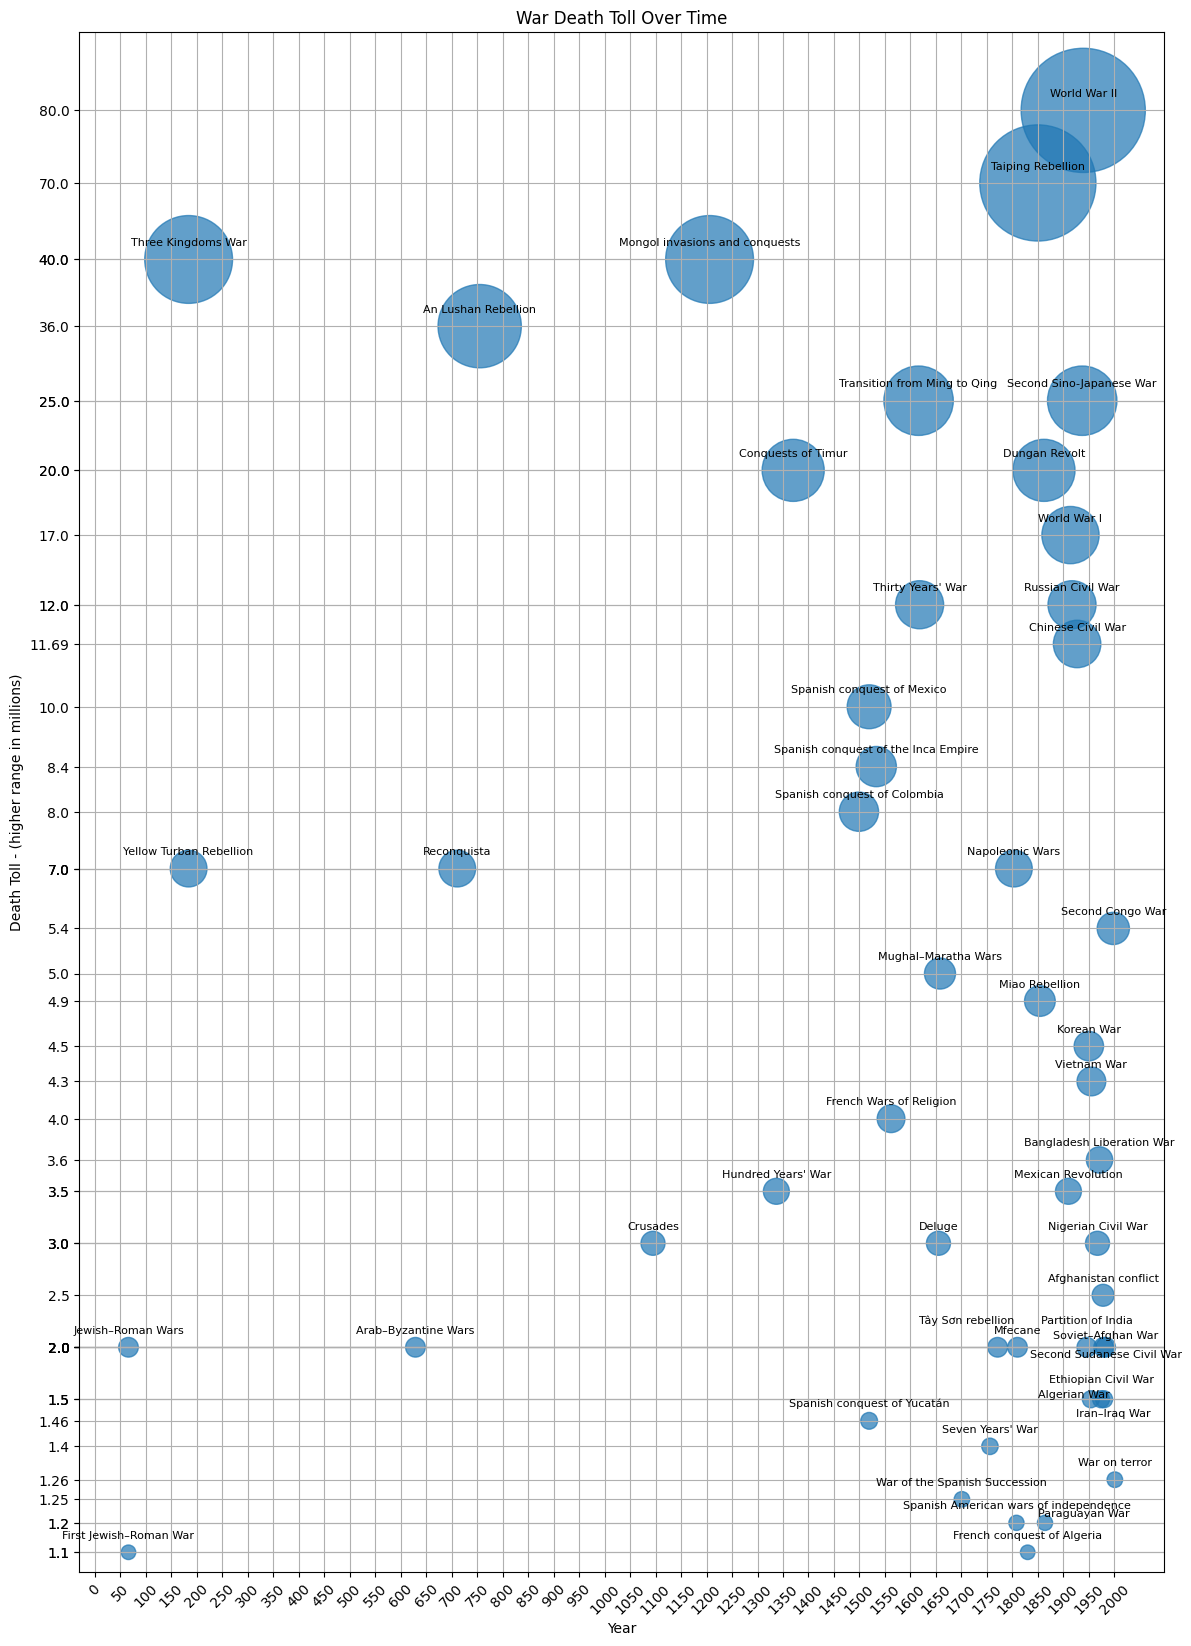 War Death Toll Over Time
World War II
80.0
Taiping Rebellion
70.0
Three Kingdoms War
Mongol invasions and conquests
40.0
An Lushan Rebellion
36.0
Transition from Ming to Qing
Second Sino-Japanese War
25.0
Conquests of Timur
Dungan Revolt
20.0
World War I
17.0
Thirty Years' War
Russian Civil War
12.0
Chinese Civil War
11.69
Spanish conquest of Mexico
10.0
Spanish conquest of the Inca Empire
8.4
Spanish conquest of Colombia
8.0
Yellow Turban Rebellion
Reconquista
Napoleonic Wars
7.0
Second Congo War
5.4
Mughal–Maratha Wars
5.0
Miao Rebellion
4.9
Korean War
4.5
Vietnam War
4.3
French Wars of Religion
4.0
Bangladesh Liberation War
3.6
Hundred Years' War
Mexican Revolution
3.5
Crusades
Deluge
Nigerian Civil War
3.0
Afghanistan conflict
2.5
Tây Sơn rebellion
Partition of India
Jewish–Roman Wars
Arab–Byzantine Wars
Mfecane
Soviet–Afghan War
2.0
Second Sudanese Civil War
Ethiopian Civil War
Algerian War
1.5
Spanish conquest of Yucatán
Iran–Iraq War
1.46
Seven Years' War
1.4
War on terror
1.26
War of the Spanish Succession
1.25
Spanish American wars of independence
Paraguayan War
1.2
First Jewish–Roman War
French conquest of Algeria
1.1
Death Toll - (higher range in millions)
0 50 100 150 200 250 300 350 400 450 500 550 600 650 700 750 800 850 900 950 1000 1050 1100 1150 1200 1250 1300 1350 1400 1450 1500 1550 1600 1650 1700 1750 1800 1850 1900 1950 2000
Year